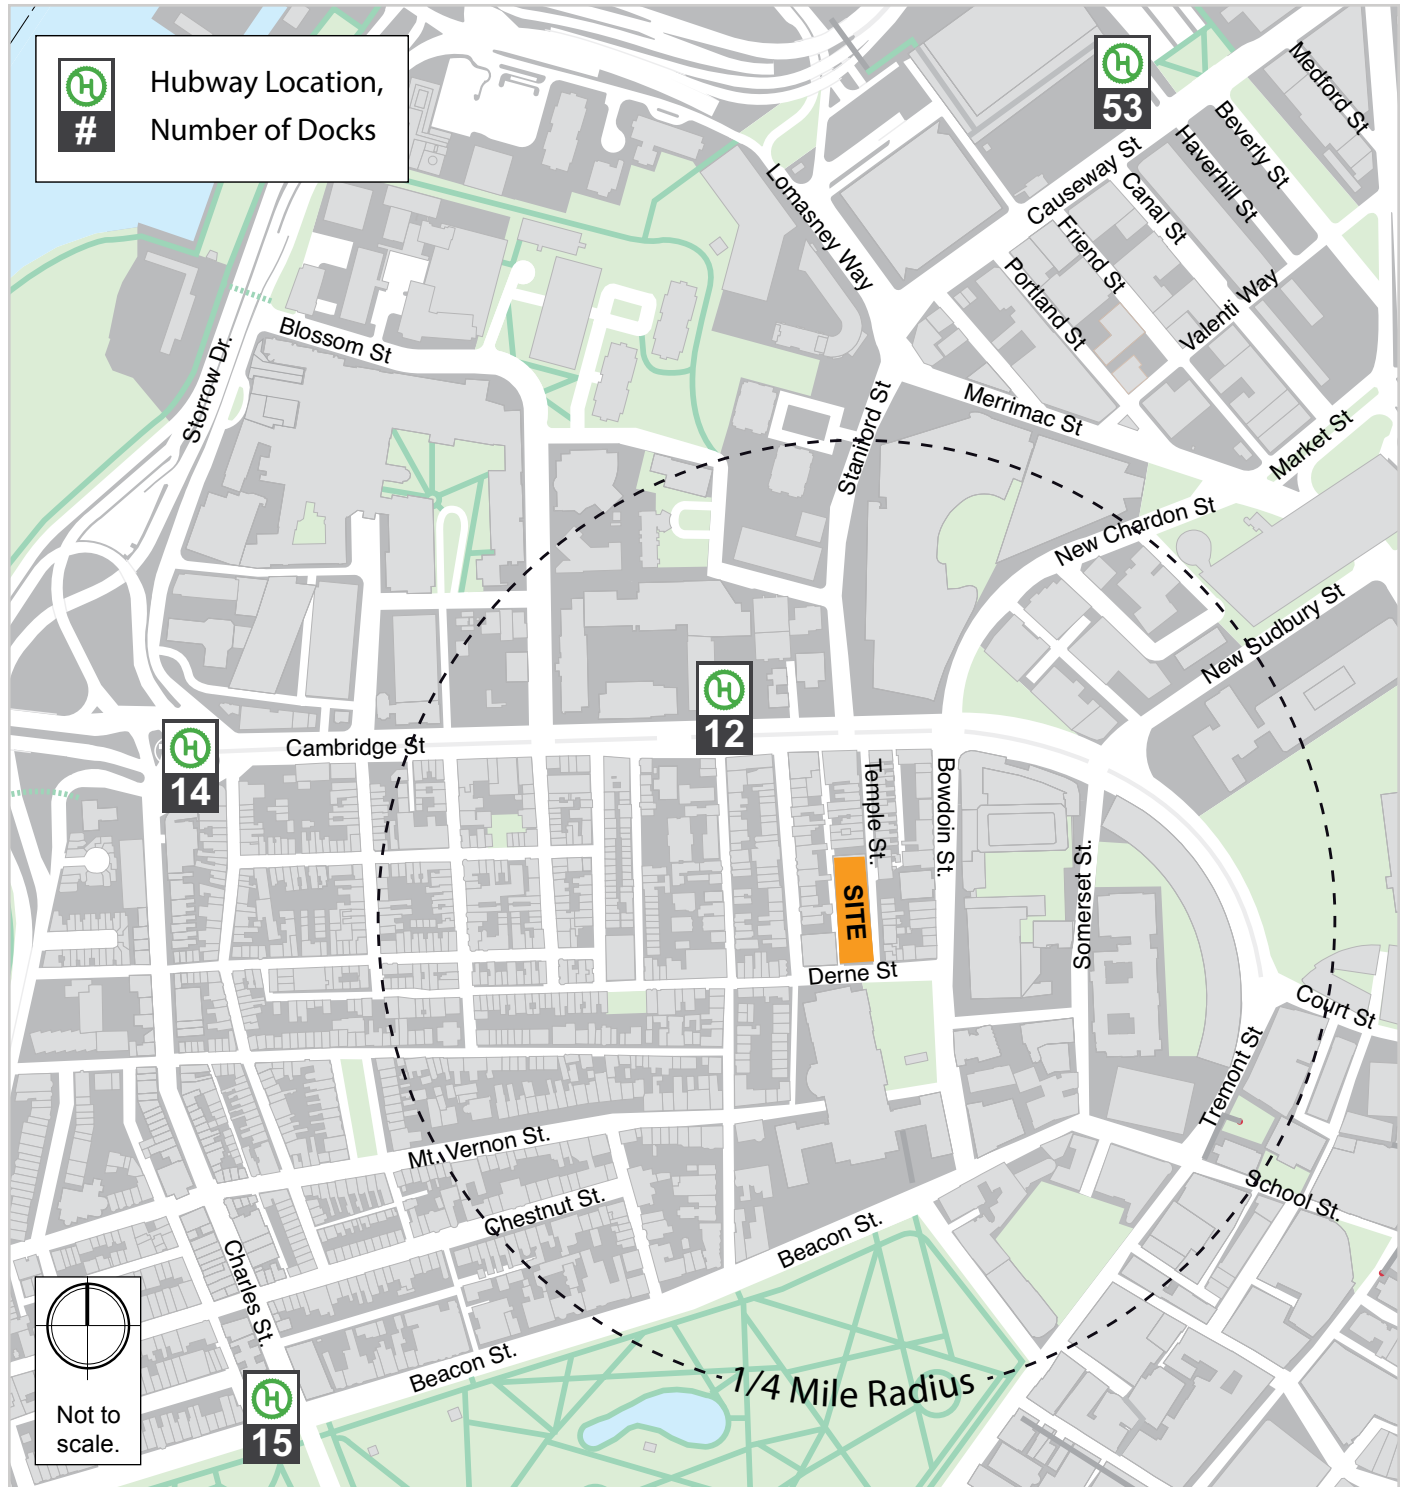 Hubway Location,
Number of Docks
H
#
H
53
Medford St
Beverly St
Haverhill St
Causeway St
Canal St
Friend St
Portland St
Valenti Way
Lomasney Way
Blossom St
Storrow Dr.
Staniford St
Merrimac St
Market St
New Chardon St
New Sudbury St
H
12
H
14
Cambridge St
Temple St.
Bowdoin St.
Somerset St.
SITE
Derne St
Court St
Tremont St
School St.
Mt. Vernon St.
Chestnut St.
Beacon St.
Charles St.
Beacon St.
1/4 Mile Radius
H
15
Not to
scale.